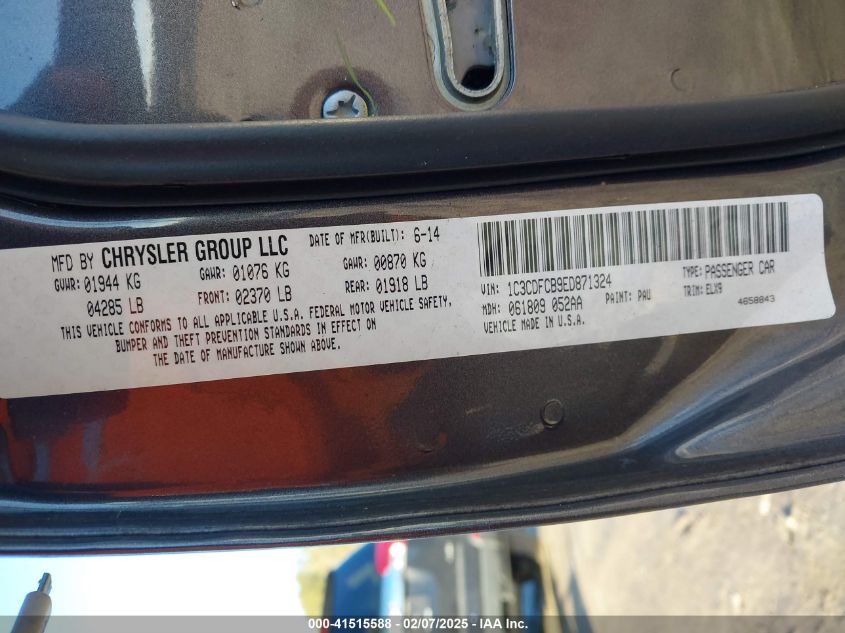 MFD BY CHRYSLER GROUP LLC DATE OF MFR(BUILT): 6-14
GVWR: 01944 KG GAWR: 01076 KG GAWR: 00870 KG
04285 LB FRONT: 02370 LB REAR: 01918 LB
THIS VEHICLE CONFORMS TO ALL APPLICABLE U.S.A. FEDERAL MOTOR VEHICLE SAFETY,
BUMPER AND THEFT PREVENTION STANDARDS IN EFFECT ON
THE DATE OF MANUFACTURE SHOWN ABOVE.
VIN: 1C3CDFCB9ED871324 TYPE: PASSENGER CAR
MDH: 061809 052AA PAINT: PAU TRIM: ELX9
VEHICLE MADE IN U.S.A. 4658843
000-41515588 - 02/07/2025 - IAA Inc.